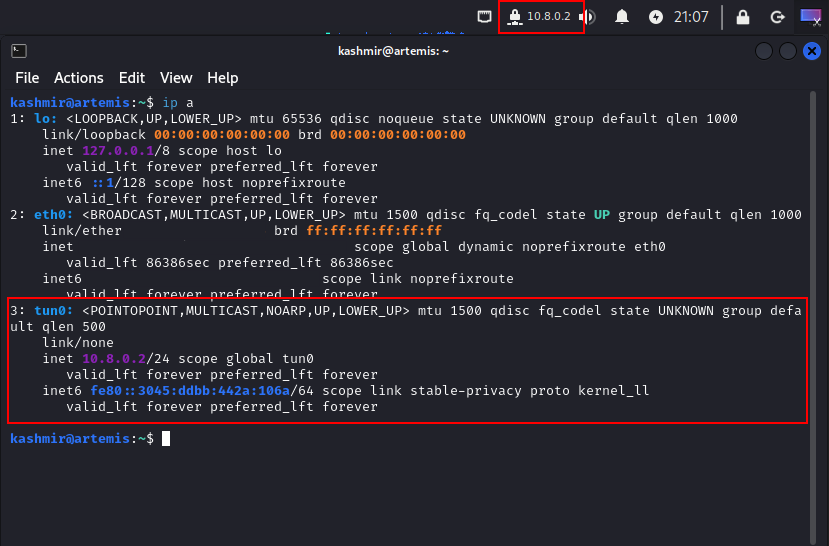 10.8.0.2 21:07
kashmir@artemis: ~
File Actions Edit View Help
kashmir@artemis:~$ ip a
1: lo: <LOOPBACK,UP,LOWER_UP> mtu 65536 qdisc noqueue state UNKNOWN group default qlen 1000
link/loopback 00:00:00:00:00:00 brd 00:00:00:00:00:00
inet 127.0.0.1/8 scope host lo
valid_lft forever preferred_lft forever
inet6 ::1/128 scope host noprefixroute
valid_lft forever preferred_lft forever
2: eth0: <BROADCAST,MULTICAST,UP,LOWER_UP> mtu 1500 qdisc fq_codel state UP group default qlen 1000
link/ether brd ff:ff:ff:ff:ff:ff
inet scope global dynamic noprefixroute eth0
valid_lft 86386sec preferred_lft 86386sec
inet6 scope link noprefixroute
valid_lft forever preferred_lft forever
3: tun0: <POINTOPOINT,MULTICAST,NOARP,UP,LOWER_UP> mtu 1500 qdisc fq_codel state UNKNOWN group defa
ult qlen 500
link/none
inet 10.8.0.2/24 scope global tun0
valid_lft forever preferred_lft forever
inet6 fe80::3045:ddbb:442a:106a/64 scope link stable-privacy proto kernel_ll
valid_lft forever preferred_lft forever
kashmir@artemis:~$